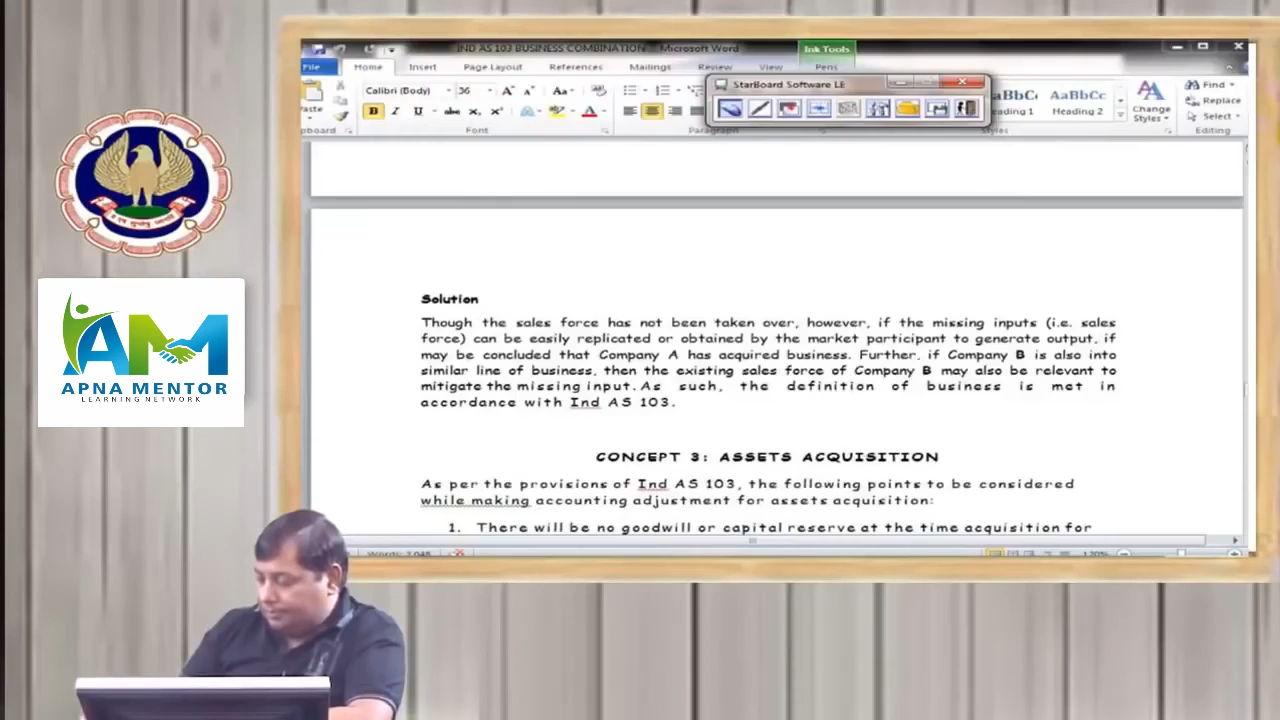 IND AS 103 BUSINESS COMBINATION - Microsoft Word
Ink Tools
File
Home
Insert
Page Layout
References
Mailings
Review
View
Pens
StarBoard Software LE
Calibri (Body)
36
AaBbCc
Heading 2
Change
Styles
Find
Replace
Select
Font
Paragraph
Styles
Editing
Solution
Though the sales force has not been taken over, however, if the missing inputs (i.e. sales
force) can be easily replicated or obtained by the market participant to generate output, if
may be concluded that Company A has acquired business. Further, if Company B is also into
similar line of business, then the existing sales force of Company B may also be relevant to
mitigate the missing input. As such, the definition of business is met in
accordance with Ind AS 103.
CONCEPT 3: ASSETS ACQUISITION
As per the provisions of Ind AS 103, the following points to be considered
while making accounting adjustment for assets acquisition:
1. There will be no goodwill or capital reserve at the time acquisition for
120%
AM
APNA MENTOR
LEARNING NETWORK